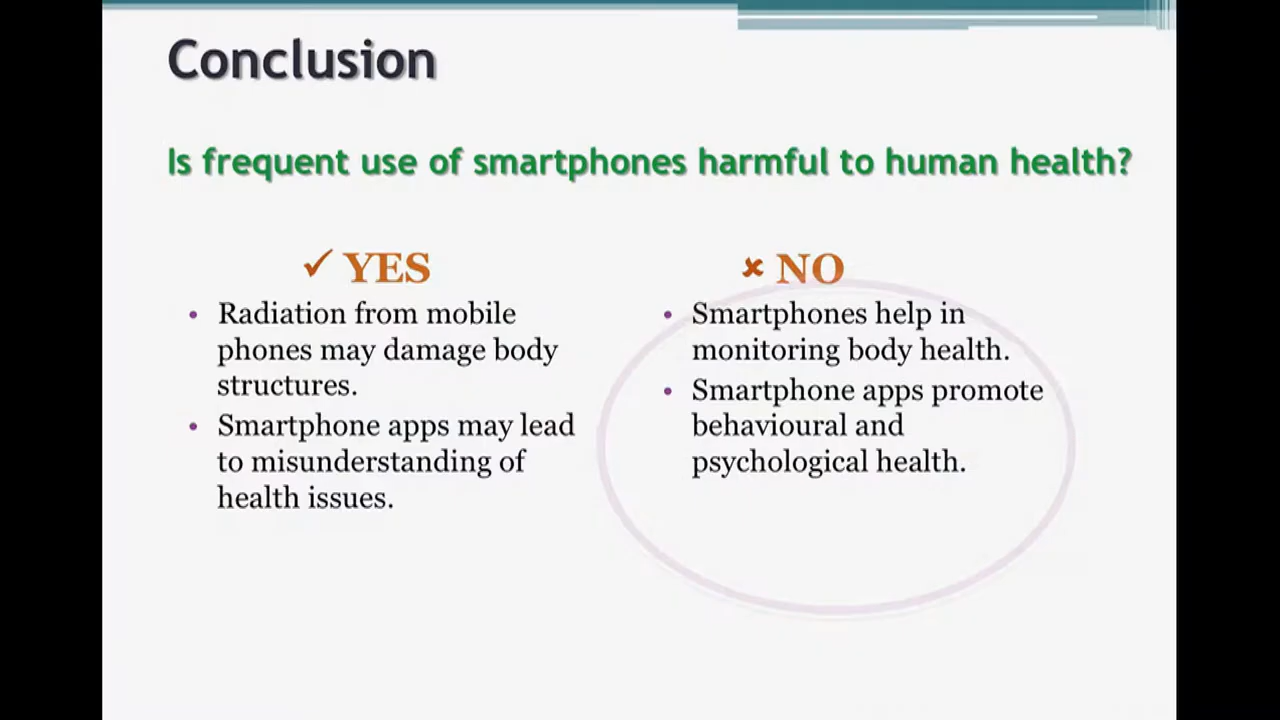 Conclusion
Is frequent use of smartphones harmful to human health?
✓ YES
• Radiation from mobile
phones may damage body
structures.
• Smartphone apps may lead
to misunderstanding of
health issues.
✘ NO
• Smartphones help in
monitoring body health.
• Smartphone apps promote
behavioural and
psychological health.